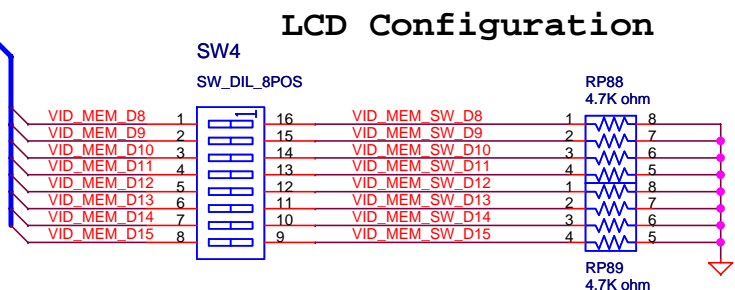 LCD Configuration
SW4
SW_DIL_8POS
RP88
4.7K ohm
1
VID_MEM_D8 1 16 VID_MEM_SW_D8 1 8
VID_MEM_D9 2 15 VID_MEM_SW_D9 2 7
VID_MEM_D10 3 14 VID_MEM_SW_D10 3 6
VID_MEM_D11 4 13 VID_MEM_SW_D11 4 5
VID_MEM_D12 5 12 VID_MEM_SW_D12 1 8
VID_MEM_D13 6 11 VID_MEM_SW_D13 2 7
VID_MEM_D14 7 10 VID_MEM_SW_D14 3 6
VID_MEM_D15 8 9 VID_MEM_SW_D15 4 5
RP89
4.7K ohm